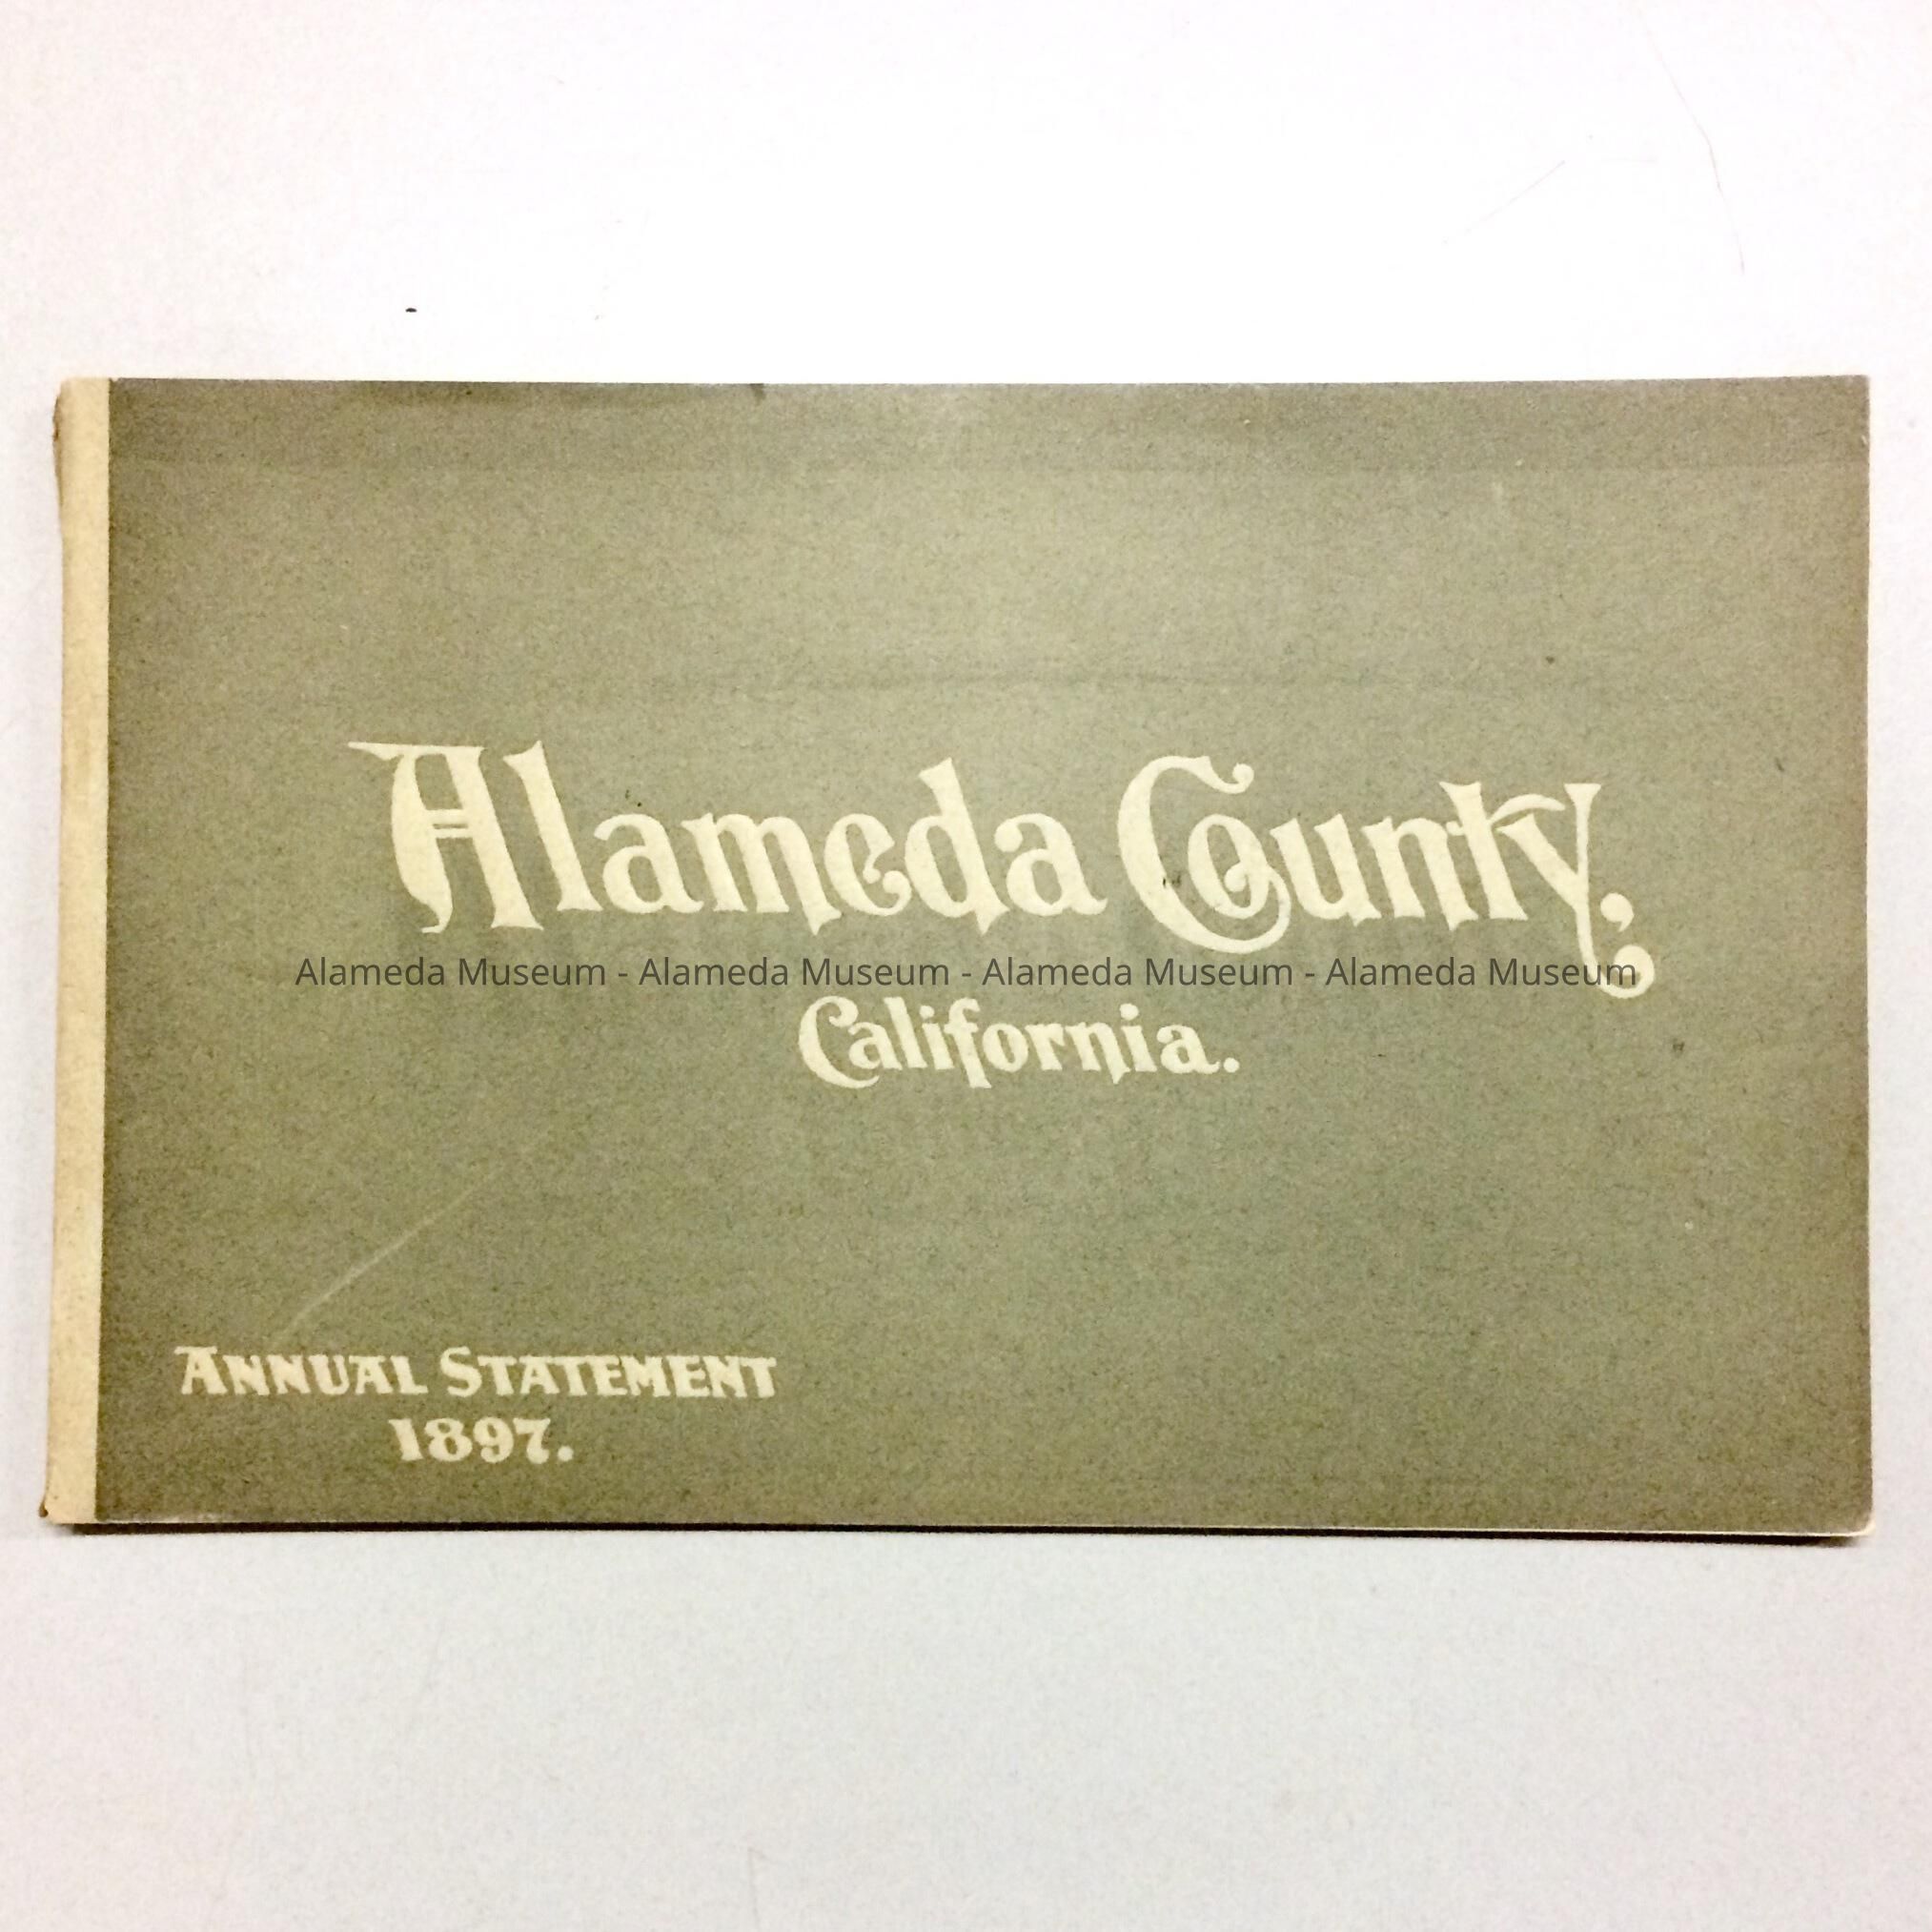 Alameda County,
Alameda Museum - Alameda Museum - Alameda Museum - Alameda Museum
California.
ANNUAL STATEMENT
1897.